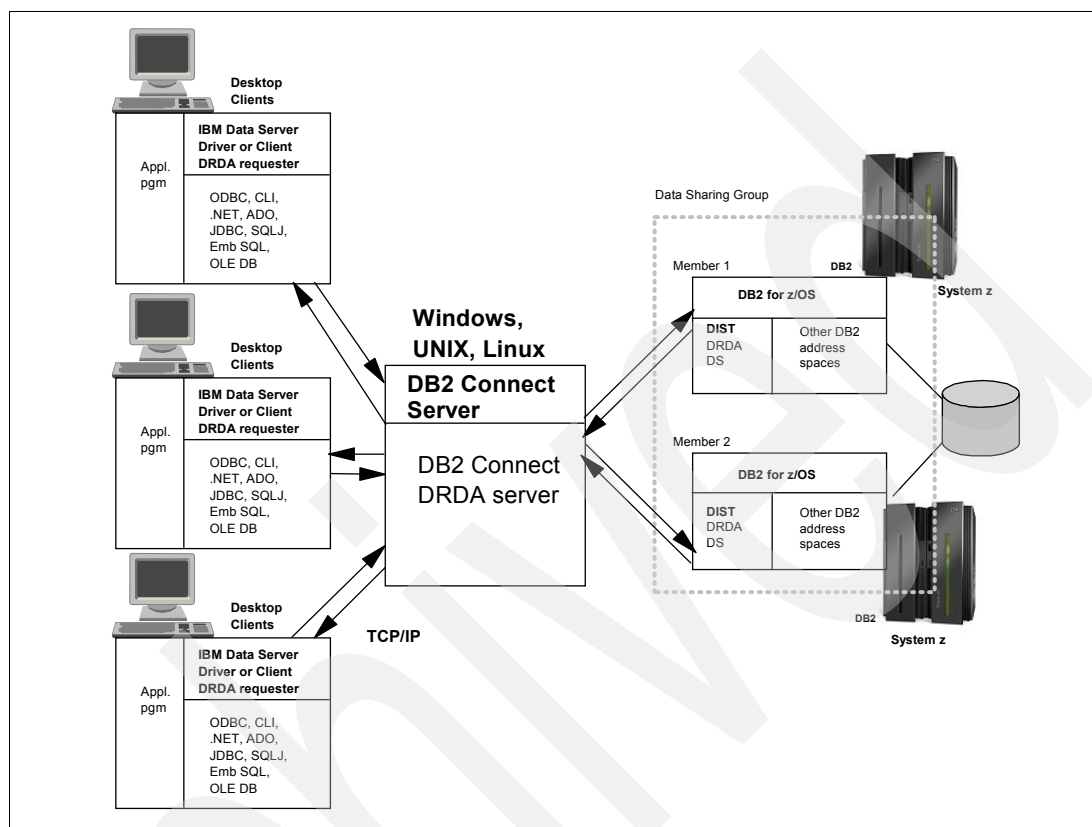 Desktop
Clients
IBM Data Server
Driver or Client
DRDA requester
Appl.
pgm
ODBC, CLI,
.NET, ADO,
JDBC, SQLJ,
Emb SQL,
OLE DB
Desktop
Clients
IBM Data Server
Driver or Client
DRDA requester
Appl.
pgm
ODBC, CLI,
.NET, ADO,
JDBC, SQLJ,
Emb SQL,
OLE DB
Desktop
Clients
IBM Data Server
Driver or Client
DRDA requester
Appl.
pgm
ODBC, CLI,
.NET, ADO,
JDBC, SQLJ,
Emb SQL,
OLE DB
TCP/IP
Windows,
UNIX, Linux
DB2 Connect
Server
DB2 Connect
DRDA server
Data Sharing Group
Member 1
DB2
System z
DB2 for z/OS
DIST
DRDA
DS
Other DB2
address
spaces
Member 2
DB2 for z/OS
DIST
DRDA
DS
Other DB2
address
spaces
DB2
System z